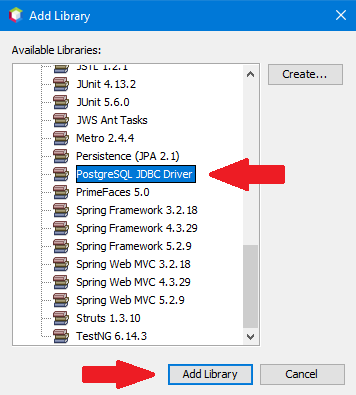 Add Library
Available Libraries:
JSTL 1.2.1
JUnit 4.13.2
JUnit 5.6.0
JWS Ant Tasks
Metro 2.4.4
Persistence (JPA 2.1)
PostgreSQL JDBC Driver
PrimeFaces 5.0
Spring Framework 3.2.18
Spring Framework 4.3.29
Spring Framework 5.2.9
Spring Web MVC 3.2.18
Spring Web MVC 4.3.29
Spring Web MVC 5.2.9
Struts 1.3.10
TestNG 6.14.3
Create...
Add Library
Cancel